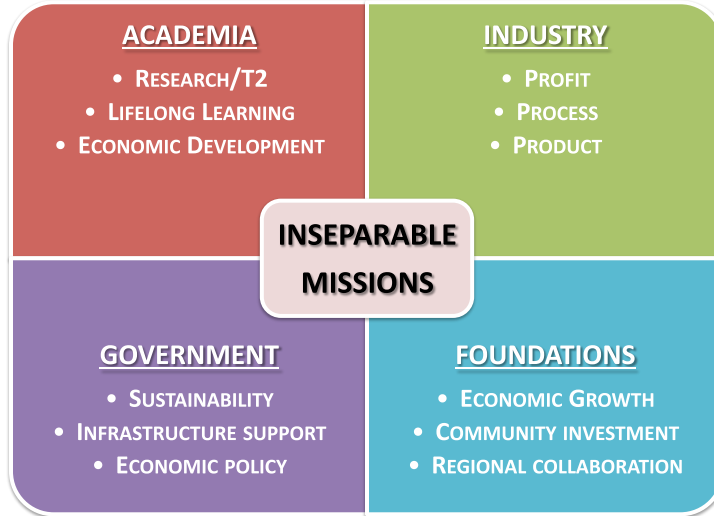 ACADEMIA
• RESEARCH/T2
• LIFELONG LEARNING
• ECONOMIC DEVELOPMENT
INDUSTRY
• PROFIT
• PROCESS
• PRODUCT
INSEPARABLE
MISSIONS
GOVERNMENT
• SUSTAINABILITY
• INFRASTRUCTURE SUPPORT
• ECONOMIC POLICY
FOUNDATIONS
• ECONOMIC GROWTH
• COMMUNITY INVESTMENT
• REGIONAL COLLABORATION